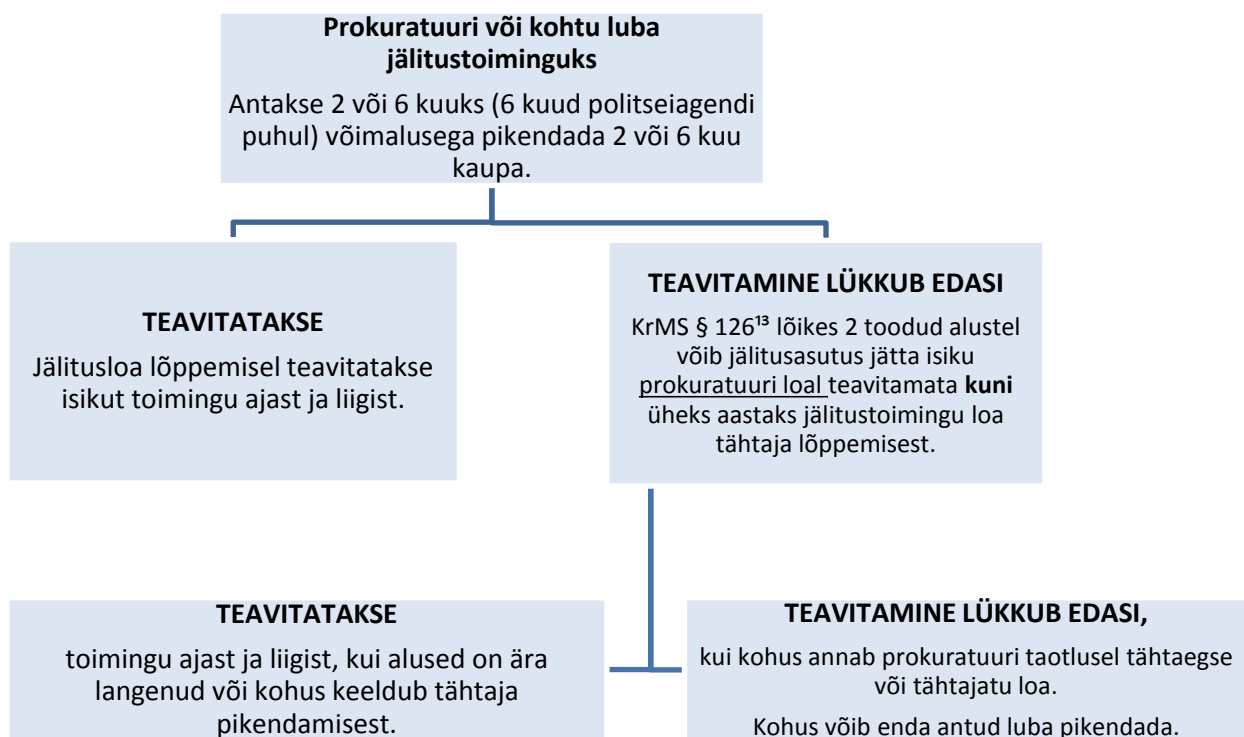 Prokuratuuri või kohtu luba
jälitustoiminguks
Antakse 2 või 6 kuuks (6 kuud politseiagendi
puhul) võimalusega pikendada 2 või 6 kuu
kaupa.
TEAVITATAKSE
Jälitusloa lõppemisel teavitatakse
isikut toimingu ajast ja liigist.
TEAVITAMINE LÜKKUB EDASI
KrMS § 126¹³ lõikes 2 toodud alustel
võib jälitusasutus jätta isiku
prokuratuuri loal teavitamata kuni
üheks aastaks jälitustoimingu loa
tähtaja lõppemisest.
TEAVITATAKSE
toimingu ajast ja liigist, kui alused on ära
langenud või kohus keeldub tähtaja
pikendamisest.
TEAVITAMINE LÜKKUB EDASI,
kui kohus annab prokuratuuri taotlusel tähtaegse
või tähtajatu loa.
Kohus võib enda antud luba pikendada.